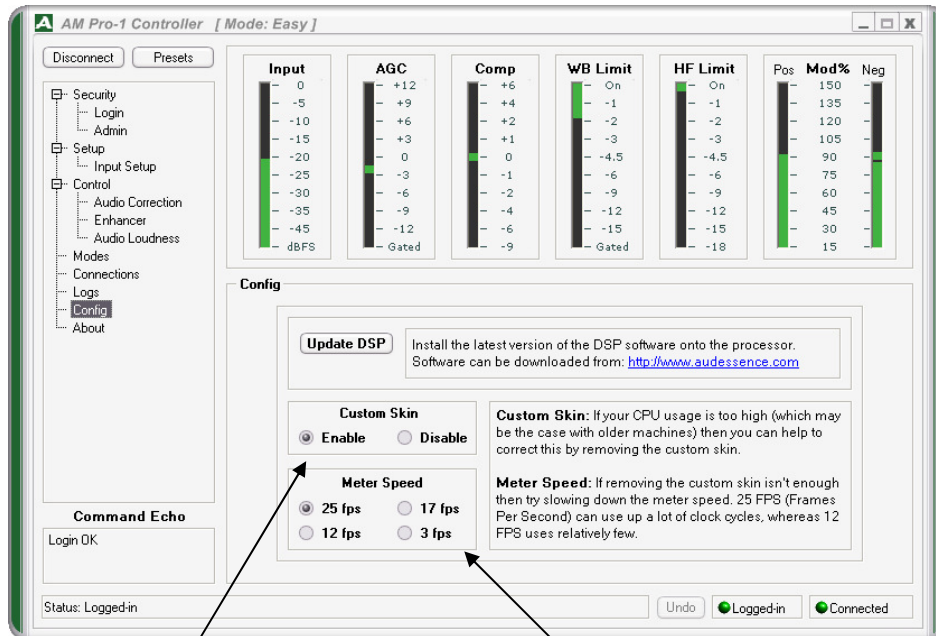 AM Pro-1 Controller [ Mode: Easy ]
Disconnect Presets
Security
Login
Admin
Setup
Input Setup
Control
Audio Correction
Enhancer
Audio Loudness
Modes
Connections
Logs
Config
About
Command Echo
Login OK
Input
0
-5
-10
-15
-20
-25
-30
-35
-45
dBFS
AGC
+12
+9
+6
+3
0
-3
-6
-9
-12
Gated
Comp
+6
+4
+2
+1
0
-1
-2
-4
-6
-9
WB Limit
On
-1
-2
-3
-4.5
-6
-9
-12
-15
Gated
HF Limit
On
-1
-2
-3
-4.5
-6
-9
-12
-15
-18
Pos Mod% Neg
150
135
120
105
90
75
60
45
30
15
Config
Update DSP
Install the latest version of the DSP software onto the processor.
Software can be downloaded from: http://www.audessence.com
Custom Skin
Enable Disable
Meter Speed
25 fps 17 fps
12 fps 3 fps
Custom Skin: If your CPU usage is too high (which may
be the case with older machines) then you can help to
correct this by removing the custom skin.
Meter Speed: If removing the custom skin isn't enough
then try slowing down the meter speed. 25 FPS (Frames
Per Second) can use up a lot of clock cycles, whereas 12
FPS uses relatively few.
Status: Logged-in
Undo
Logged-in
Connected